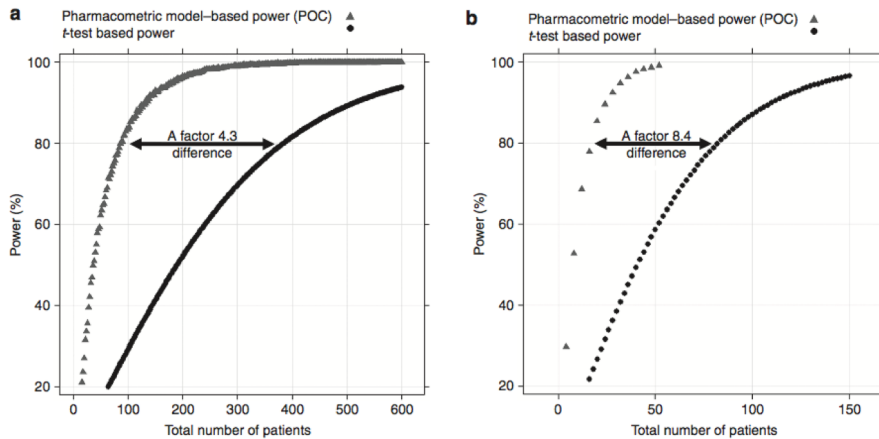 a
Pharmacometric model–based power (POC)
t-test based power
100
80
60
40
20
Power (%)
A factor 4.3
difference
0 100 200 300 400 500 600
Total number of patients
b
Pharmacometric model–based power (POC)
t-test based power
100
80
60
40
20
Power (%)
A factor 8.4
difference
0 50 100 150
Total number of patients